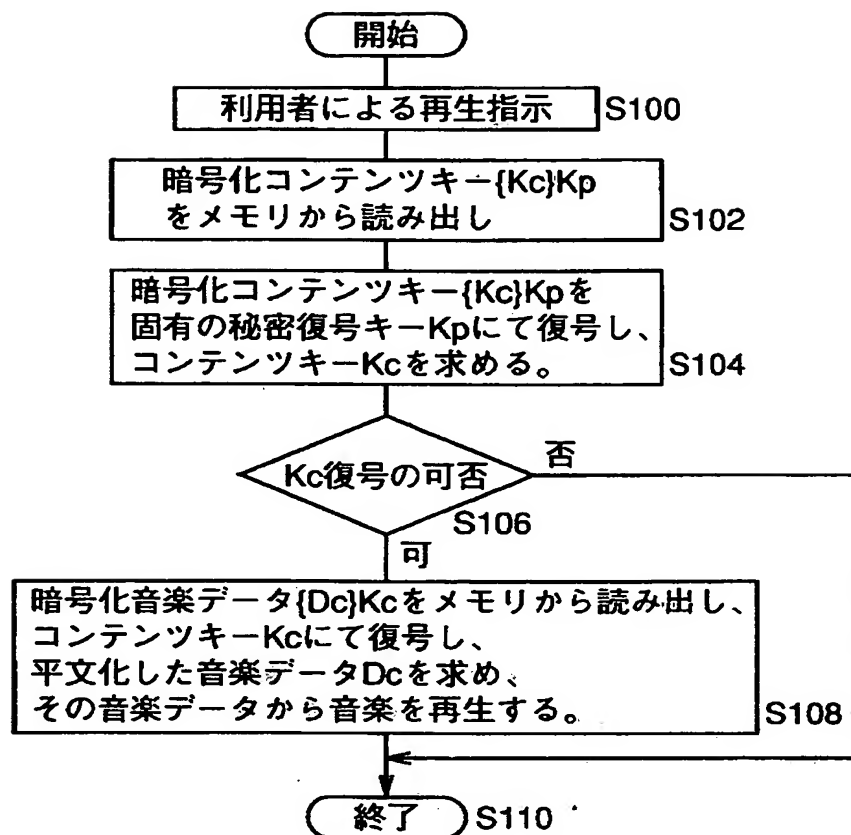 開始
利用者による再生指示 S100
暗号化コンテンツキー{Kc}Kp
をメモリから読み出し S102
暗号化コンテンツキー{Kc}Kpを
固有の秘密復号キーKpにて復号し、
コンテンツキーKcを求める。 S104
Kc復号の可否
否
S106
可
暗号化音楽データ{Dc}Kcをメモリから読み出し、
コンテンツキーKcにて復号し、
平文化した音楽データDcを求め、
その音楽データから音楽を再生する。 S108
終了 S110